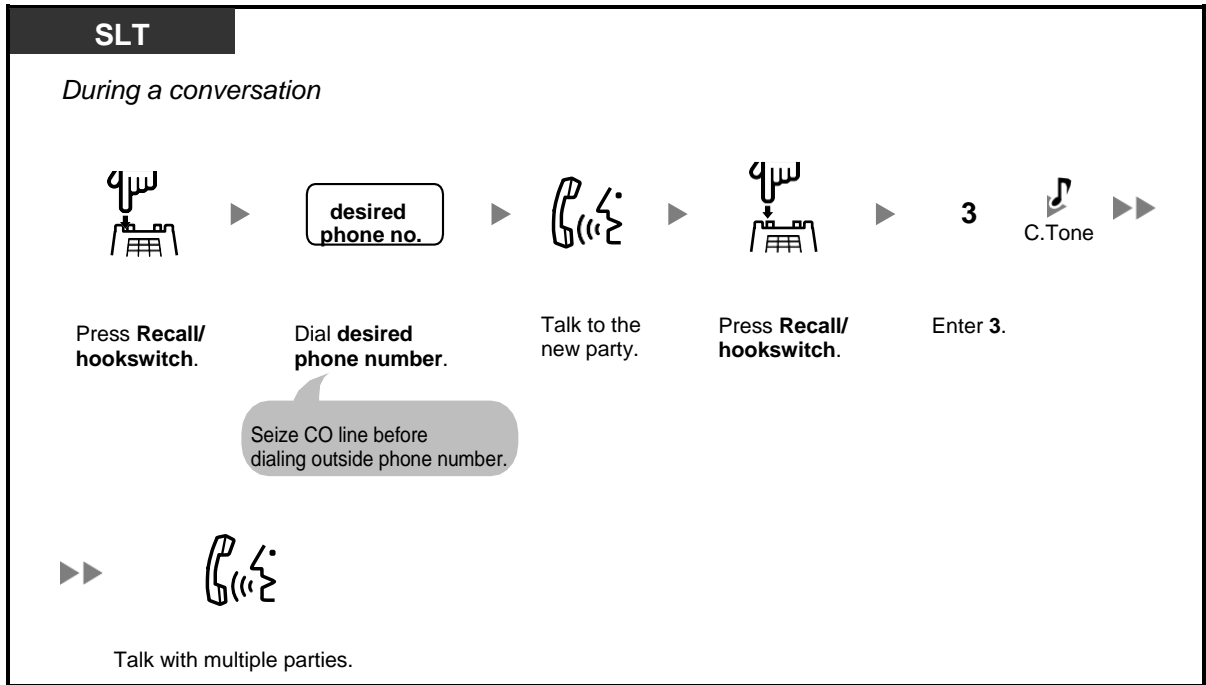 SLT
During a conversation
desired
phone no.
3
C.Tone
Press Recall/
hookswitch.
Dial desired
phone number.
Talk to the
new party.
Press Recall/
hookswitch.
Enter 3.
Seize CO line before
dialing outside phone number.
Talk with multiple parties.